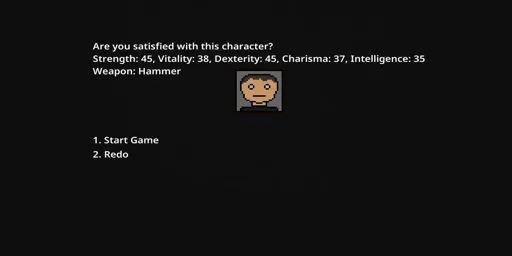 Are you satisfied with this character?
Strength: 45, Vitality: 38, Dexterity: 45, Charisma: 37, Intelligence: 35
Weapon: Hammer
1. Start Game
2. Redo